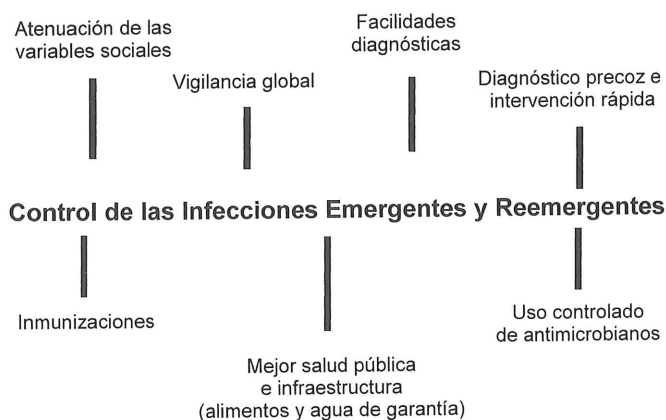 Atenuación de las
variables sociales
Vigilancia global
Facilidades
diagnósticas
Diagnóstico precoz e
intervención rápida
Control de las Infecciones Emergentes y Reemergentes
Inmunizaciones
Mejor salud pública
e infraestructura
(alimentos y agua de garantía)
Uso controlado
de antimicrobianos